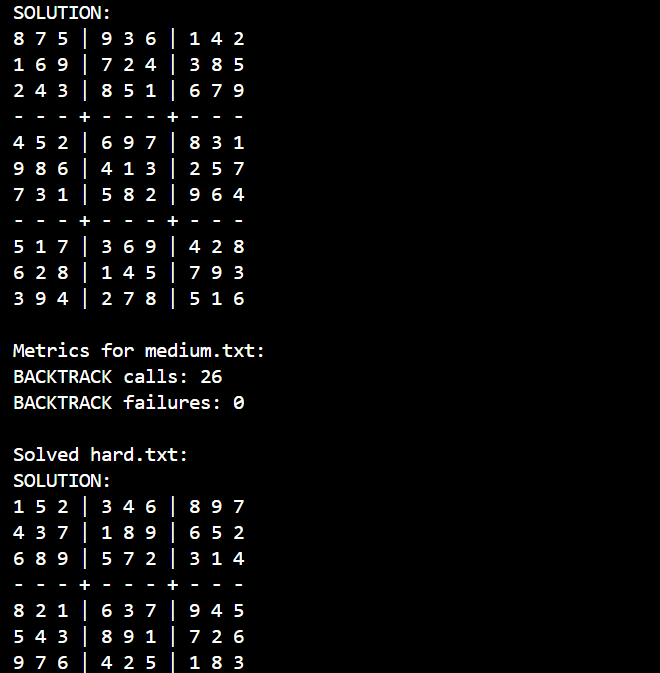 SOLUTION:
8 7 5 | 9 3 6 | 1 4 2
1 6 9 | 7 2 4 | 3 8 5
2 4 3 | 8 5 1 | 6 7 9
- - - + - - - + - - -
4 5 2 | 6 9 7 | 8 3 1
9 8 6 | 4 1 3 | 2 5 7
7 3 1 | 5 8 2 | 9 6 4
- - - + - - - + - - -
5 1 7 | 3 6 9 | 4 2 8
6 2 8 | 1 4 5 | 7 9 3
3 9 4 | 2 7 8 | 5 1 6
Metrics for medium.txt:
BACKTRACK calls: 26
BACKTRACK failures: 0
Solved hard.txt:
SOLUTION:
1 5 2 | 3 4 6 | 8 9 7
4 3 7 | 1 8 9 | 6 5 2
6 8 9 | 5 7 2 | 3 1 4
- - - + - - - + - - -
8 2 1 | 6 3 7 | 9 4 5
5 4 3 | 8 9 1 | 7 2 6
9 7 6 | 4 2 5 | 1 8 3